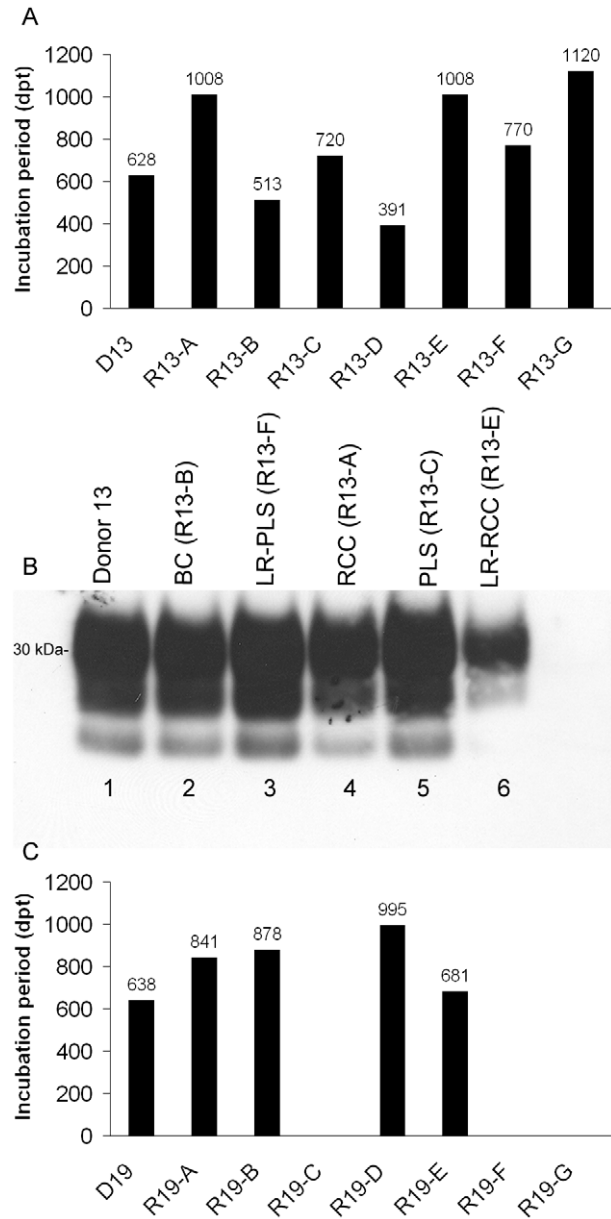 A
Incubation period (dpt)
1200
1000
800
600
400
200
0
628
1008
513
720
391
1008
770
1120
D13
R13-A
R13-B
R13-C
R13-D
R13-E
R13-F
R13-G
B
Donor 13
BC (R13-B)
LR-PLS (R13-F)
RCC (R13-A)
PLS (R13-C)
LR-RCC (R13-E)
30 kDa-
1 2 3 4 5 6
C
Incubation period (dpt)
1200
1000
800
600
400
200
0
638
841
878
995
681
D19
R19-A
R19-B
R19-C
R19-D
R19-E
R19-F
R19-G